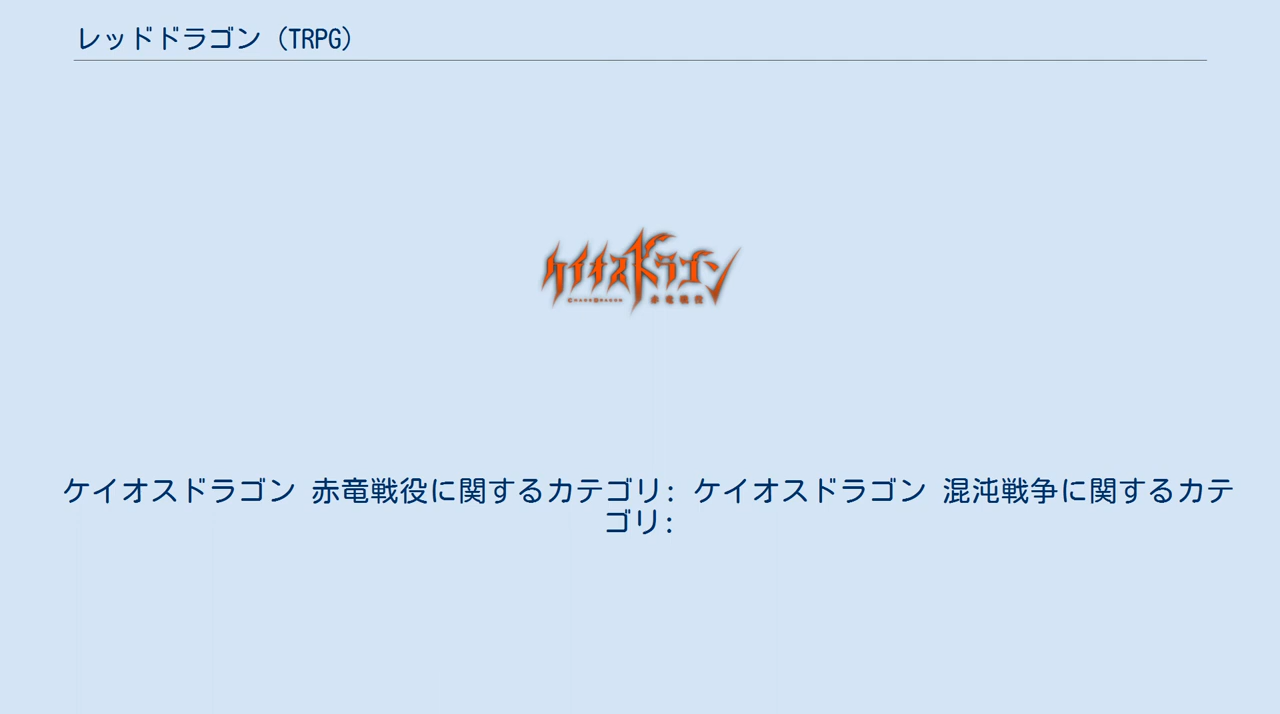 レッドドラゴン (TRPG)
ケイオスドラゴン
CHAOS DRAGON 赤竜戦役
ケイオスドラゴン 赤竜戦役に関するカテゴリ: ケイオスドラゴン 混沌戦争に関するカテ
ゴリ: